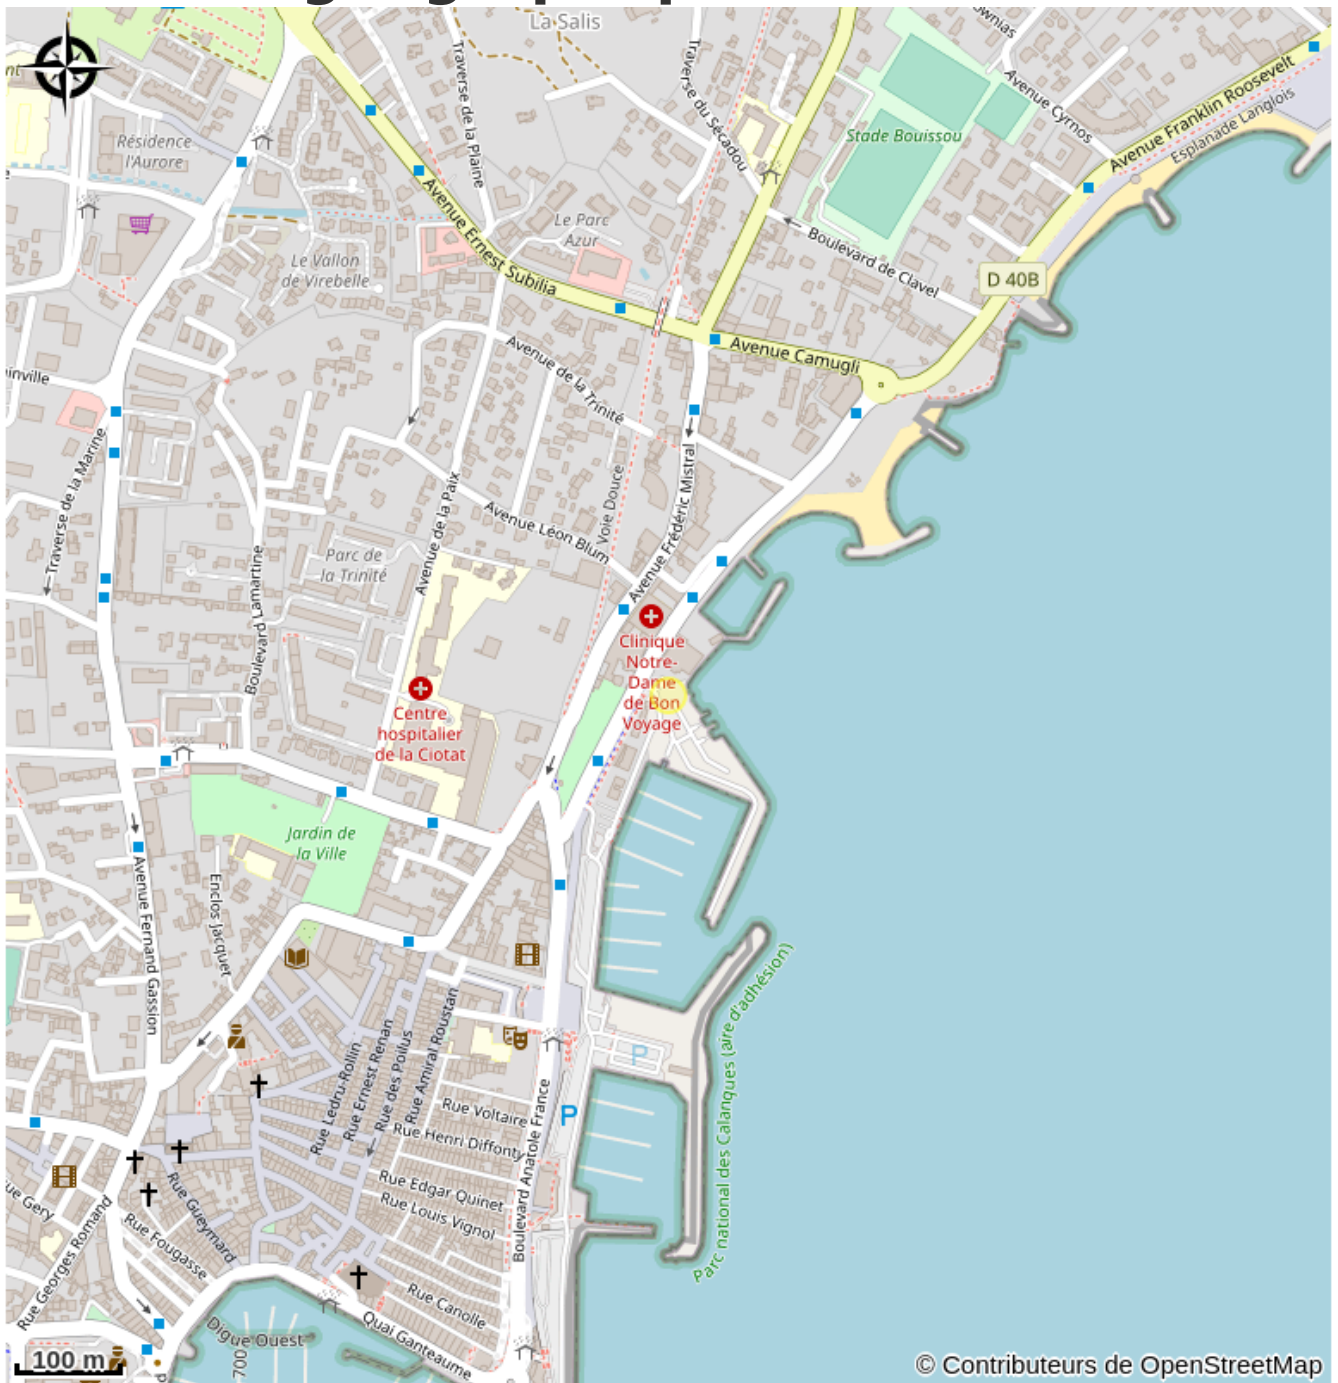 La Salis
Traverse de la Plaine
Traverse du Sécadou
Avenue Cyrnos
Avenue Franklin Roosevelt
Esplanade Langlois
Stade Bouissou
Résidence
l'Aurore
Avenue Ernest Subilia
Le Parc
Azur
Boulevard de Clavel
Le Vallon
de Virebelle
D 40B
Avenue Camugli
Avenue de la Trinité
Traverse de la Marine
Avenue de la Paix
Voie Douce
Avenue Frédéric Mistral
Avenue Léon Blum
Parc de
la Trinité
Boulevard Lamartine
Clinique
Notre-
Dame
de Bon
Voyage
Centre
hospitalier
de la Ciotat
Jardin de
la Ville
Enclos Jacquet
Avenue Fernand Gassion
Rue Ledru-Rollin
Rue Ernest Renan
Rue des Poilus
Rue Amiral Roustan
Parc national des Calanques (aire d'adhésion)
P
P
Rue Voltaire
Rue Henri Diffonty
Boulevard Anatole France
Rue Edgar Quinet
Rue Louis Vignol
Rue Gueymard
Rue Fougasse
Rue Georges Romand
ue Gery
Rue Canolle
Quai Ganteaume
Digue Ouest
700
100 m
© Contributeurs de OpenStreetMap